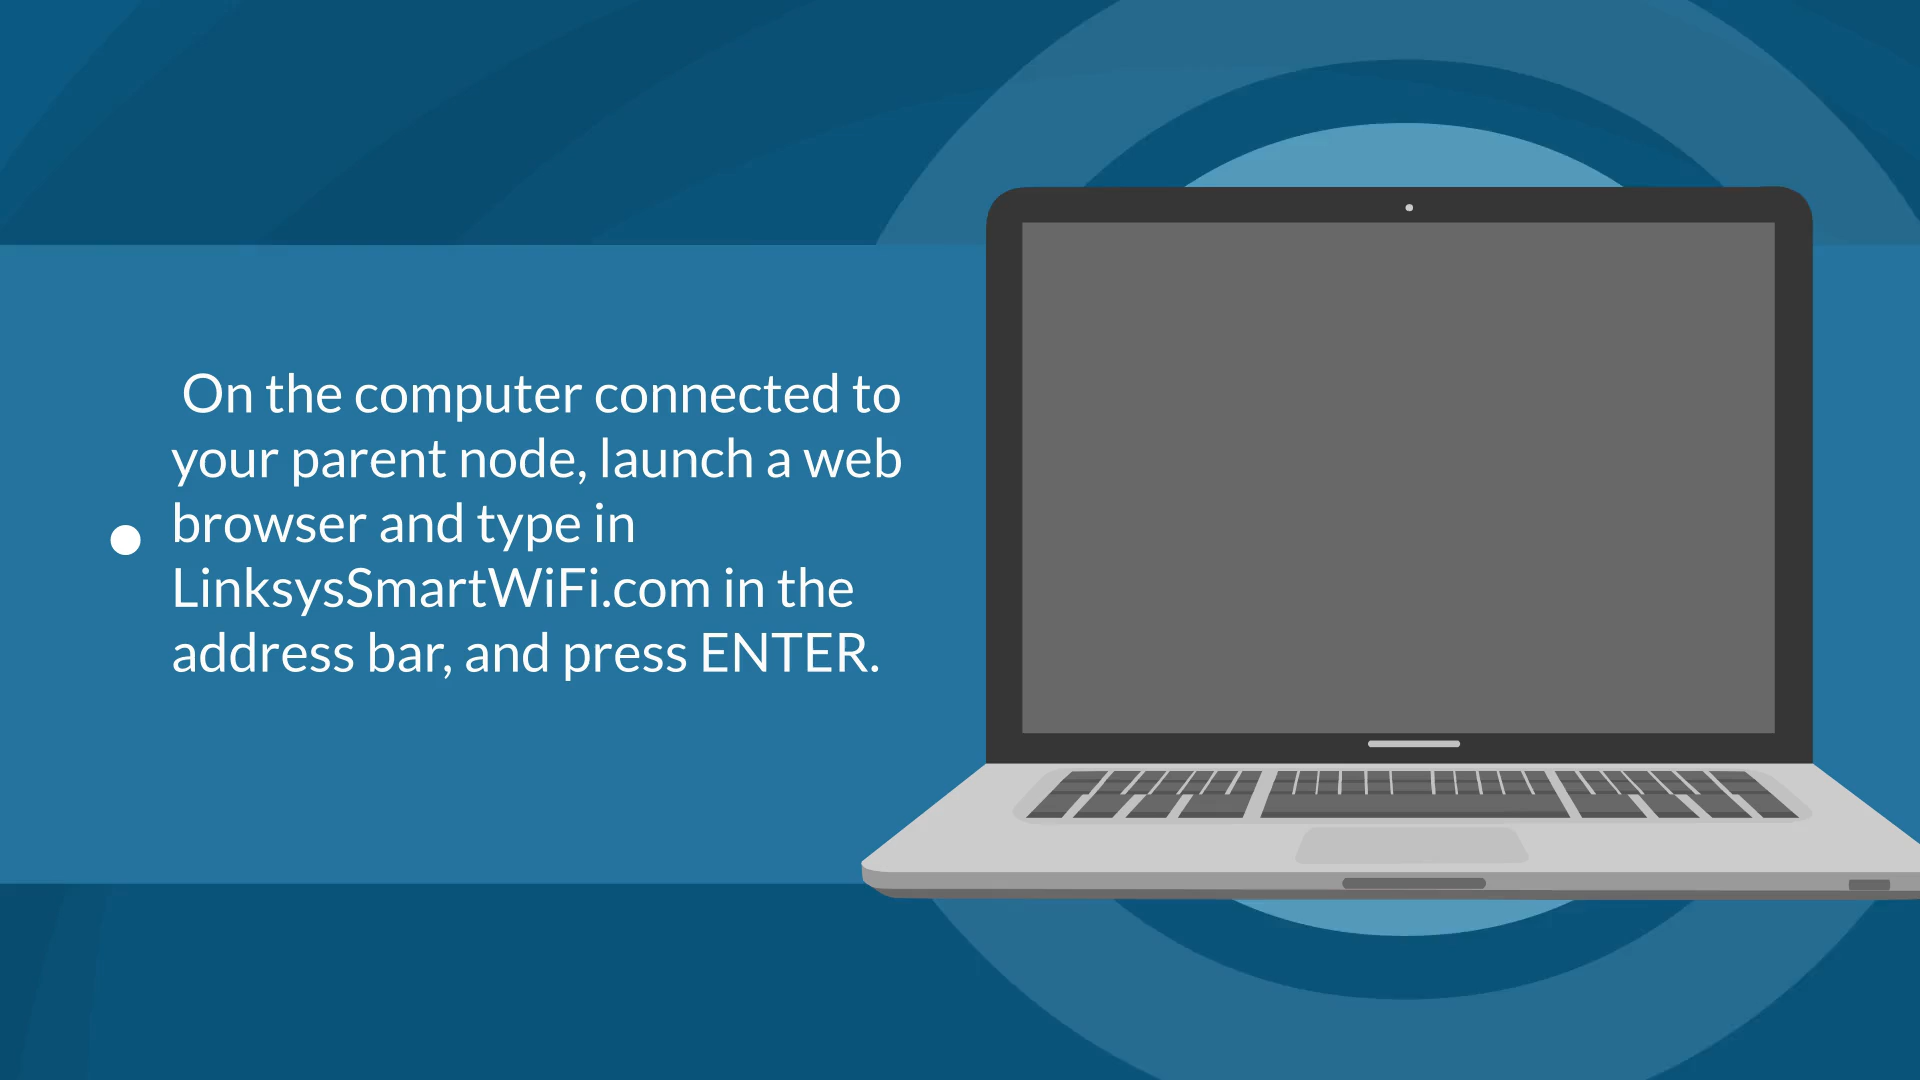 On the computer connected to
your parent node, launch a web
browser and type in
LinksysSmartWiFi.com in the
address bar, and press ENTER.